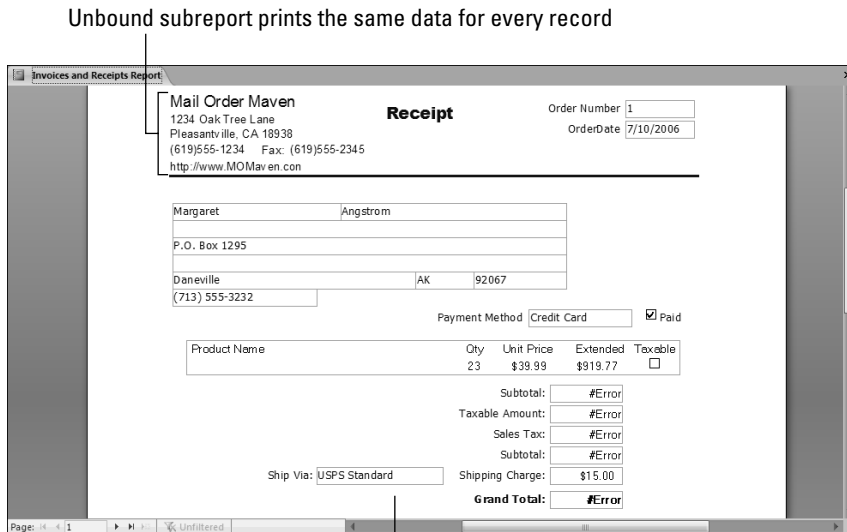 Unbound subreport prints the same data for every record
Invoices and Receipts Report
Mail Order Maven
1234 Oak Tree Lane
Pleasantville, CA 18938
(619)555-1234 Fax: (619)555-2345
http://www.MOMaven.con
Receipt
Order Number 1
OrderDate 7/10/2006
Margaret Angstrom
P.O. Box 1295
Daneville AK 92067
(713) 555-3232
Payment Method Credit Card Paid
Product Name Qty Unit Price Extended Taxable
23 $39.99 $919.77
Subtotal: #Error
Taxable Amount: #Error
Sales Tax: #Error
Subtotal: #Error
Ship Via: USPS Standard Shipping Charge: $15.00
Grand Total: #Error
Page: 1 Unfiltered